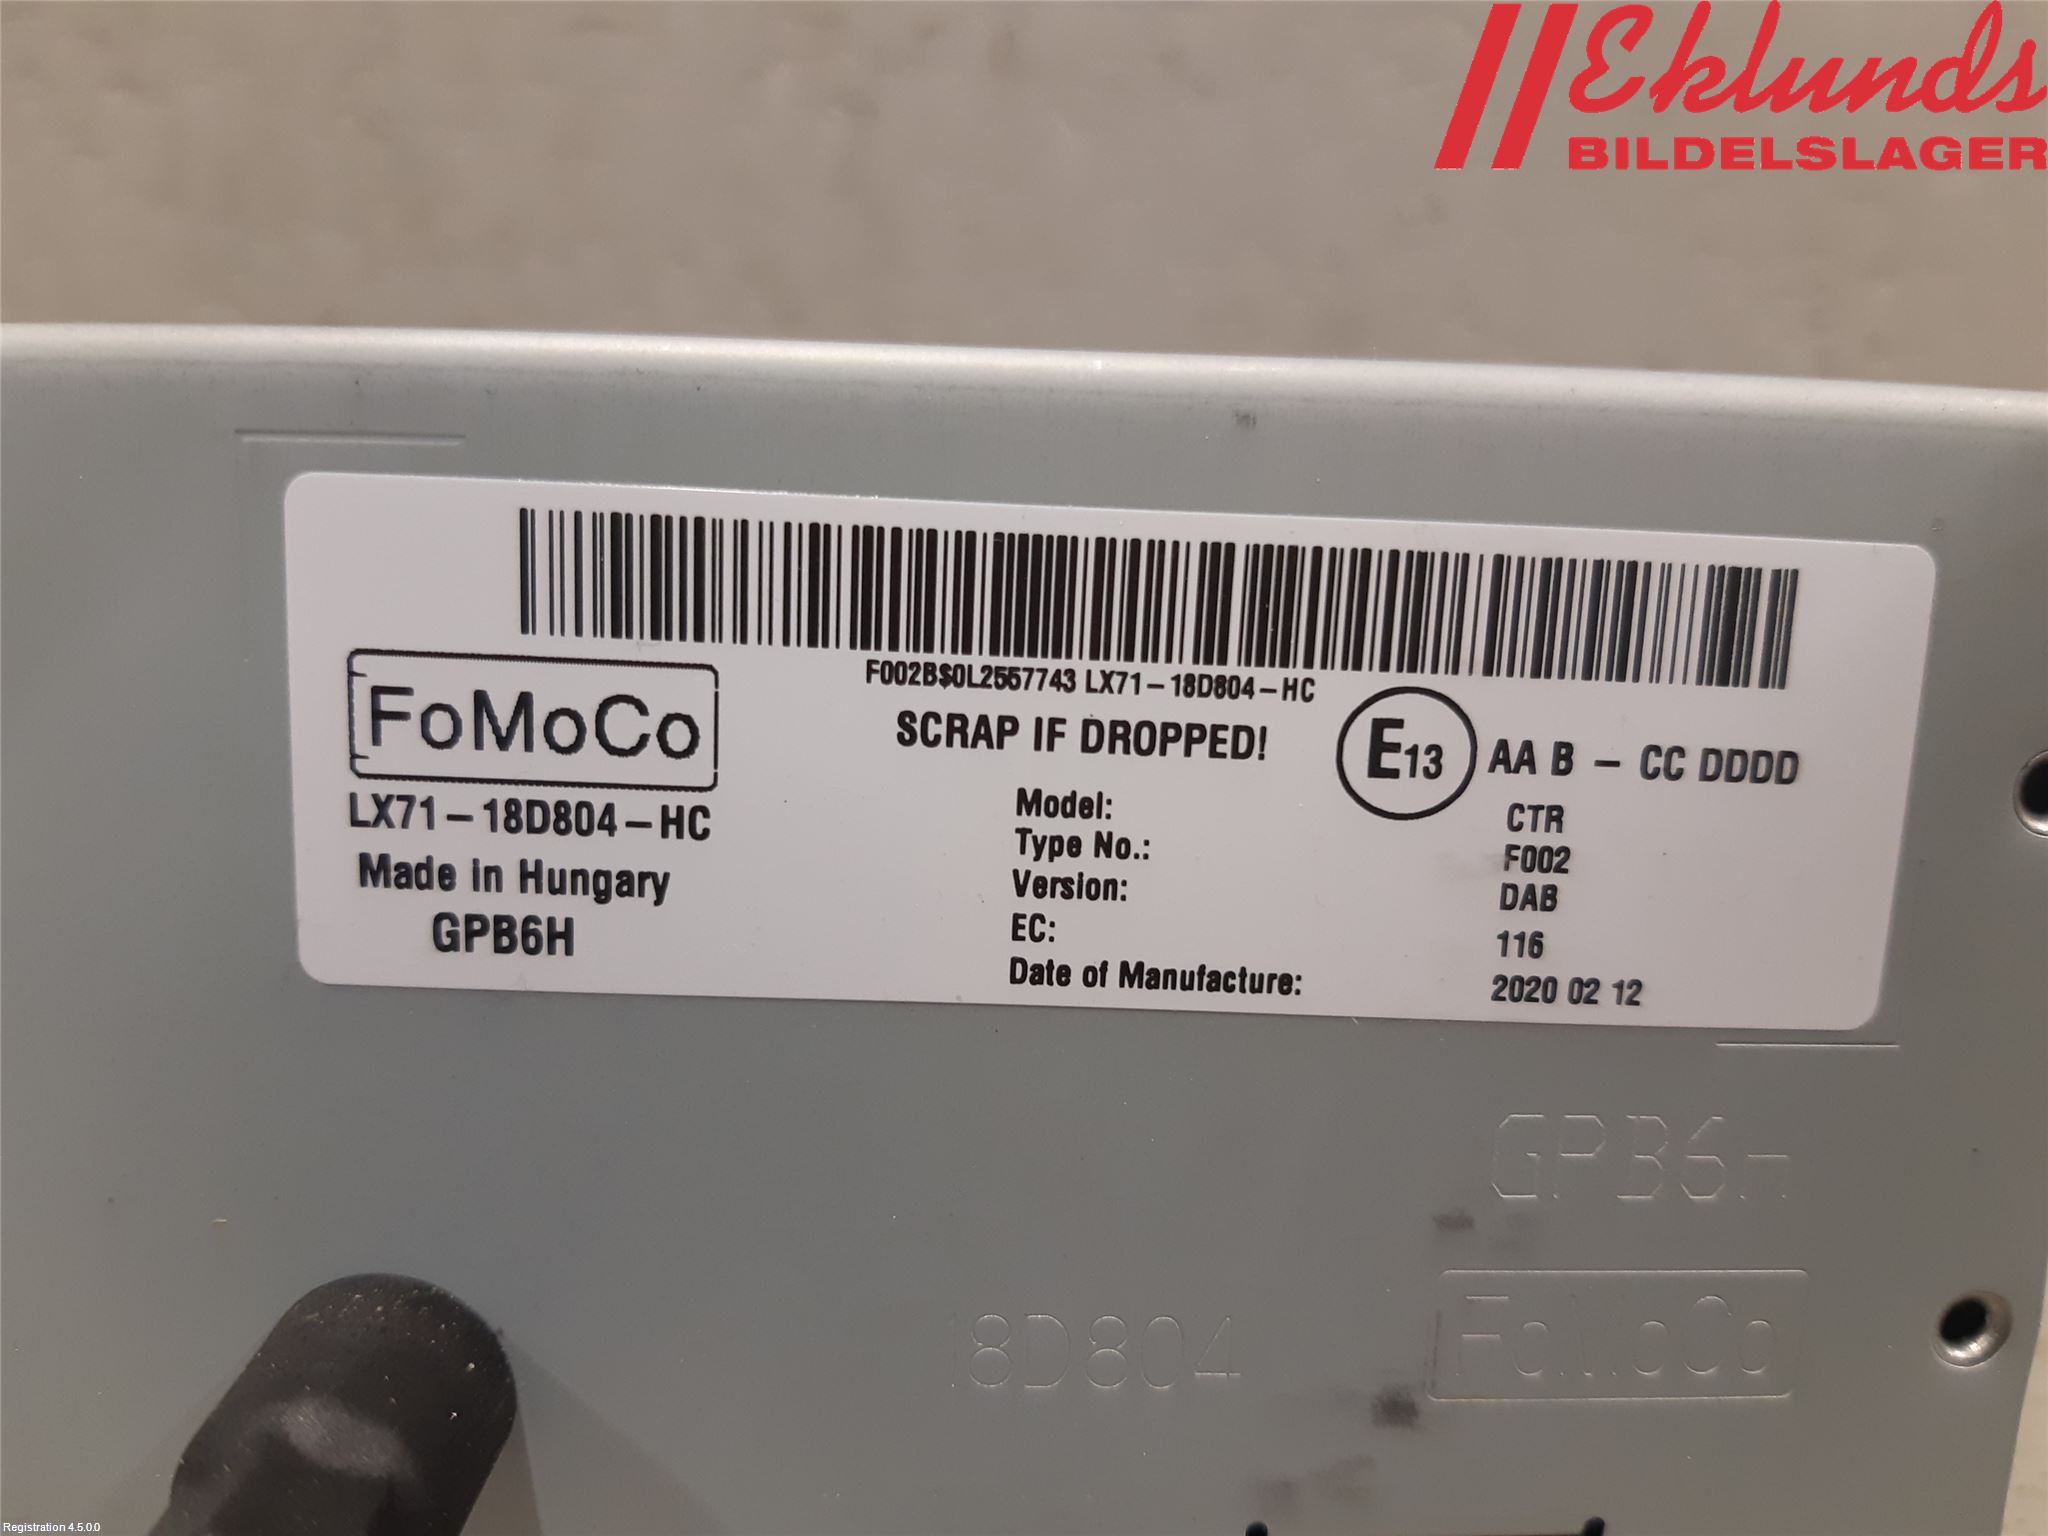 Eklunds
BILDELSLAGER
F002B$0L2557743 LX71-18D804-HC
FoMoCo
SCRAP IF DROPPED!
E13 AA B - CC DDDD
LX71-18D804-HC
Made in Hungary
GPB6H
Model: CTR
Type No.: F002
Version: DAB
EC: 116
Date of Manufacture: 2020 02 12
GPB6H
18D804
FoMoCo
Registration 4.5.0.0